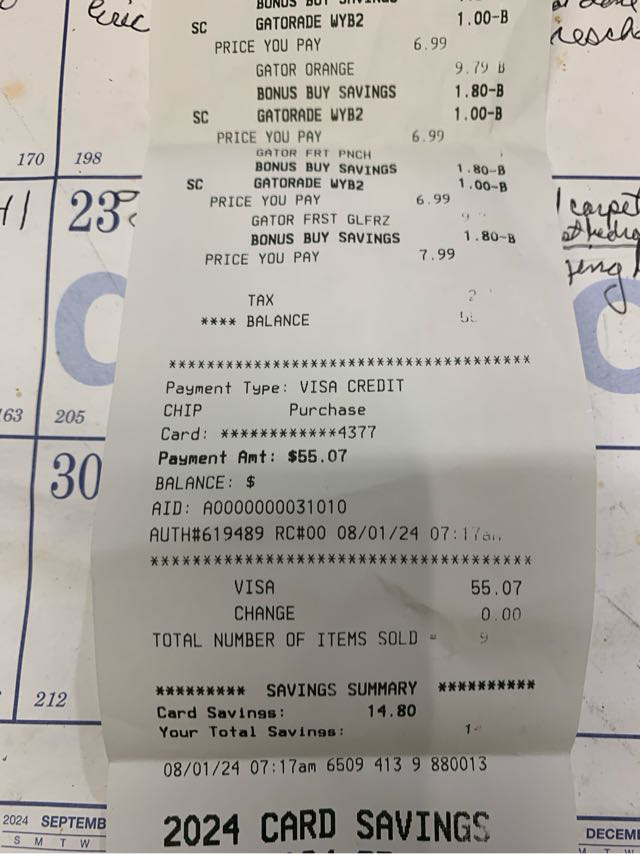 BONUS BUY SAVINGS
SC GATORADE WYB2 1.00-B
PRICE YOU PAY 6.99
GATOR ORANGE 9.79 B
BONUS BUY SAVINGS 1.80-B
SC GATORADE WYB2 1.00-B
PRICE YOU PAY 6.99
GATOR FRT PNCH
BONUS BUY SAVINGS 1.80-B
SC GATORADE WYB2 1.00-B
PRICE YOU PAY 6.99
GATOR FRST GLFRZ
BONUS BUY SAVINGS 1.80-B
PRICE YOU PAY 7.99
TAX
**** BALANCE
************************************
Payment Type: VISA CREDIT
CHIP Purchase
Card: ************4377
Payment Amt: $55.07
BALANCE: $
AID: A0000000031010
AUTH#619489 RC#00 08/01/24 07:17am
************************************
VISA 55.07
CHANGE 0.00
TOTAL NUMBER OF ITEMS SOLD = 9
********* SAVINGS SUMMARY **********
Card Savings: 14.80
Your Total Savings:
08/01/24 07:17am 6509 413 9 880013
2024 CARD SAVINGS
170 198
23
163 205
30
212
2024 SEPTEMB
S M T W
carpet
DECEM
M T W